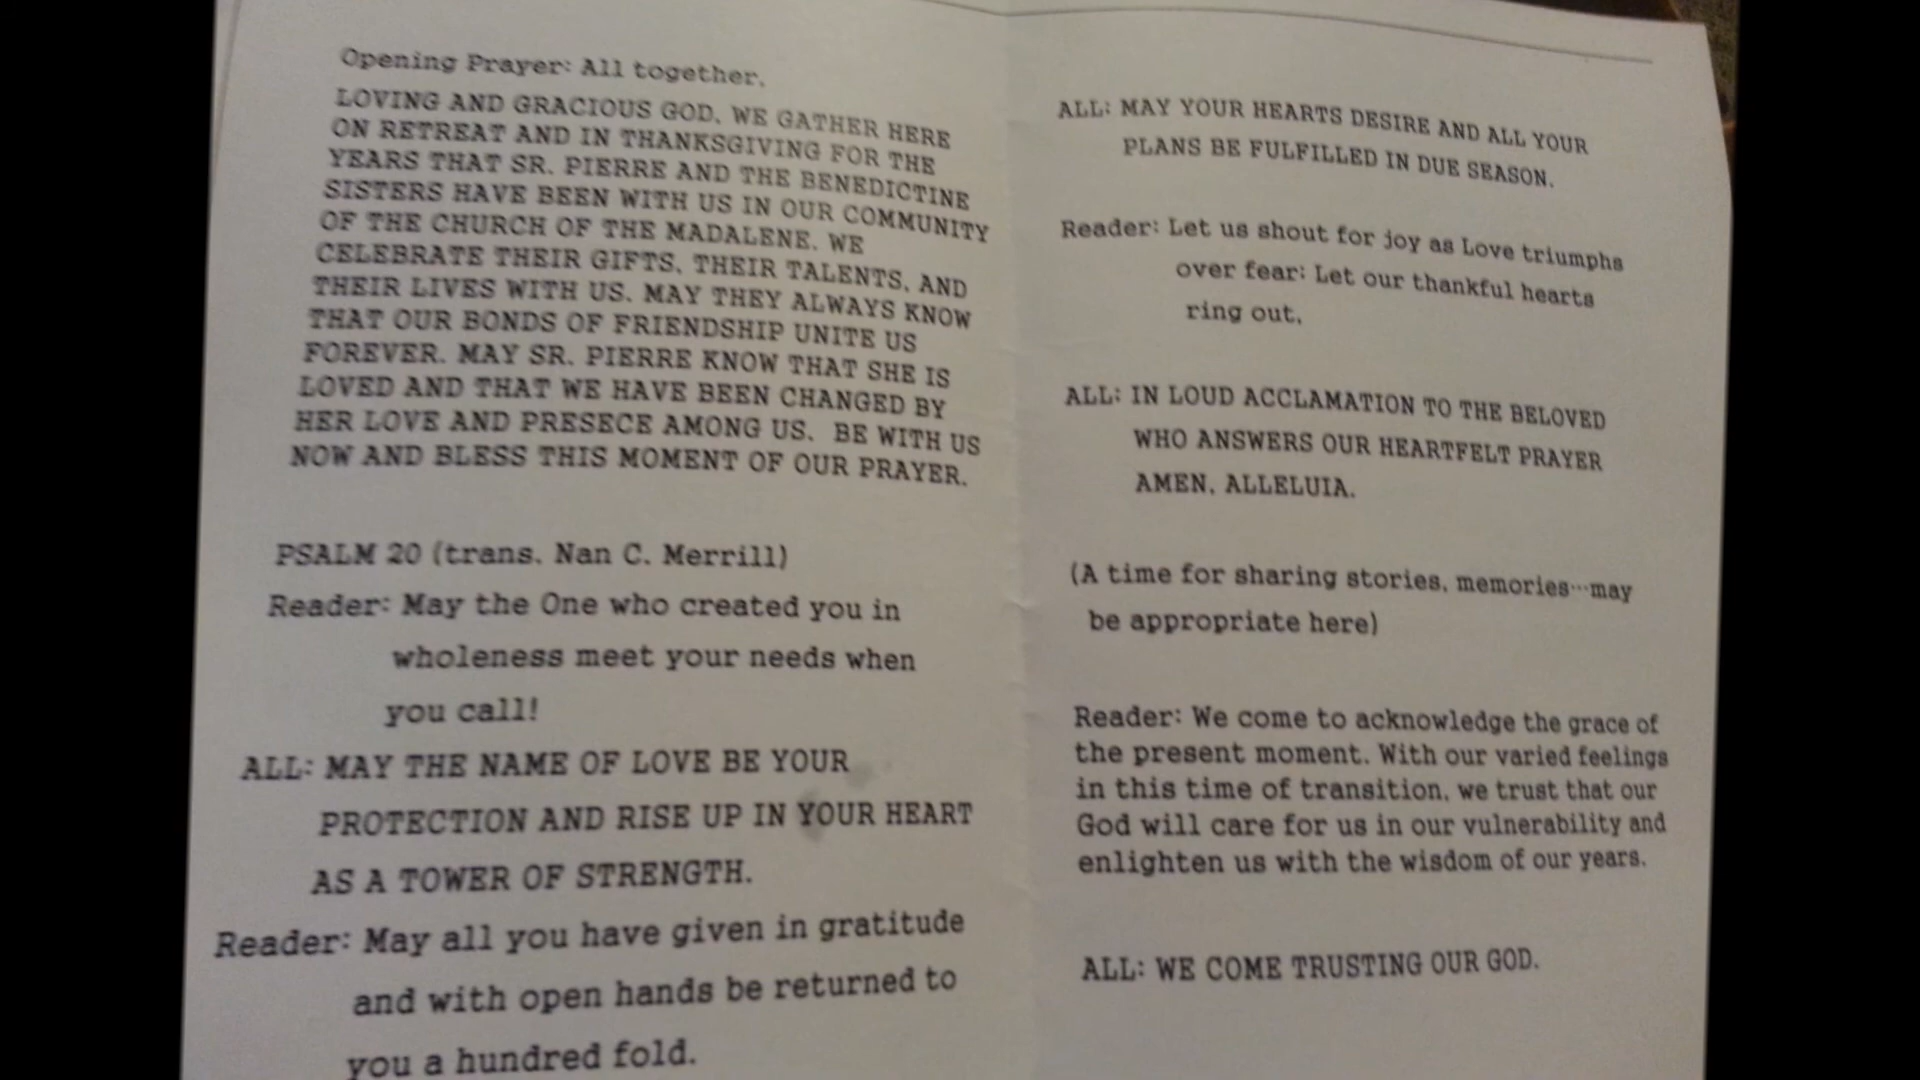 Opening Prayer: All together.
LOVING AND GRACIOUS GOD, WE GATHER HERE
ON RETREAT AND IN THANKSGIVING FOR THE
YEARS THAT SR. PIERRE AND THE BENEDICTINE
SISTERS HAVE BEEN WITH US IN OUR COMMUNITY
OF THE CHURCH OF THE MADALENE. WE
CELEBRATE THEIR GIFTS, THEIR TALENTS, AND
THEIR LIVES WITH US. MAY THEY ALWAYS KNOW
THAT OUR BONDS OF FRIENDSHIP UNITE US
FOREVER. MAY SR. PIERRE KNOW THAT SHE IS
LOVED AND THAT WE HAVE BEEN CHANGED BY
HER LOVE AND PRESECE AMONG US. BE WITH US
NOW AND BLESS THIS MOMENT OF OUR PRAYER.
PSALM 20 (trans. Nan C. Merrill)
Reader: May the One who created you in
wholeness meet your needs when
you call!
ALL: MAY THE NAME OF LOVE BE YOUR
PROTECTION AND RISE UP IN YOUR HEART
AS A TOWER OF STRENGTH.
Reader: May all you have given in gratitude
and with open hands be returned to
you a hundred fold.
ALL: MAY YOUR HEARTS DESIRE AND ALL YOUR
PLANS BE FULFILLED IN DUE SEASON.
Reader: Let us shout for joy as Love triumphs
over fear; Let our thankful hearts
ring out,
ALL: IN LOUD ACCLAMATION TO THE BELOVED
WHO ANSWERS OUR HEARTFELT PRAYER
AMEN, ALLELUIA.
(A time for sharing stories, memories…may
be appropriate here)
Reader: We come to acknowledge the grace of
the present moment. With our varied feelings
in this time of transition, we trust that our
God will care for us in our vulnerability and
enlighten us with the wisdom of our years.
ALL: WE COME TRUSTING OUR GOD.